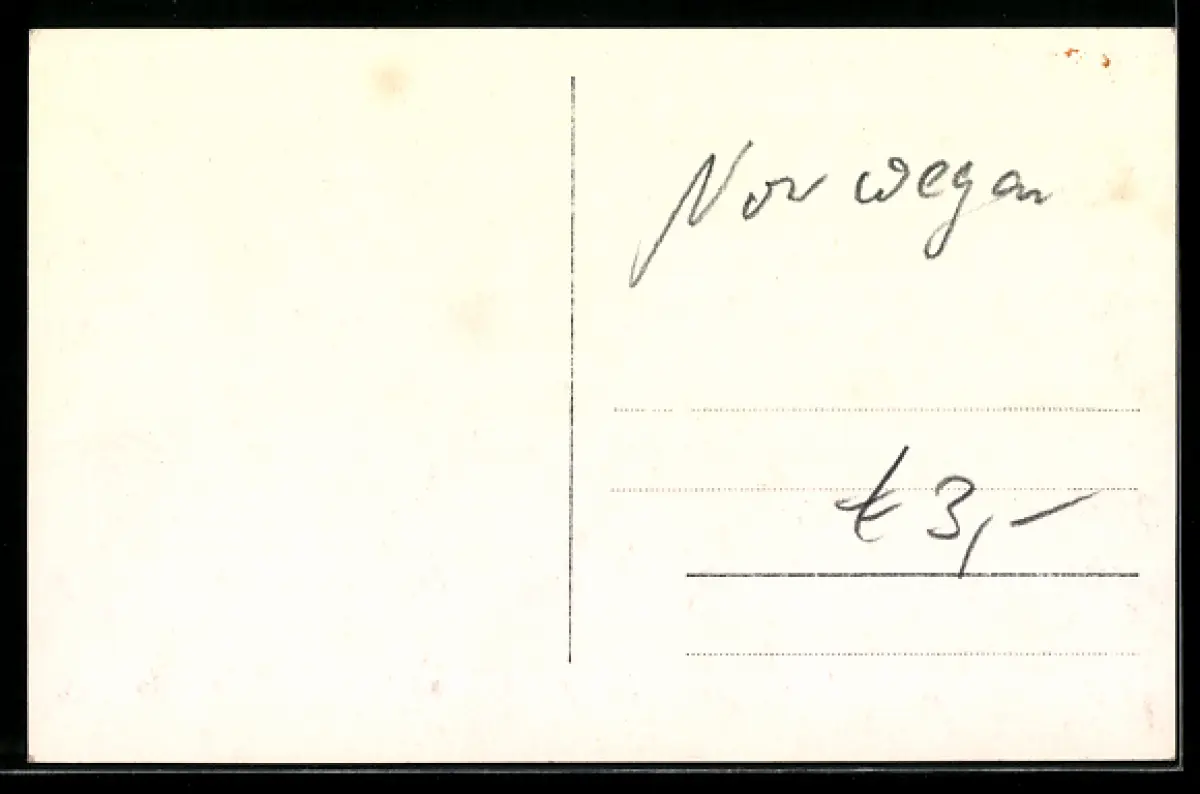 Norwegen
€ 3,-